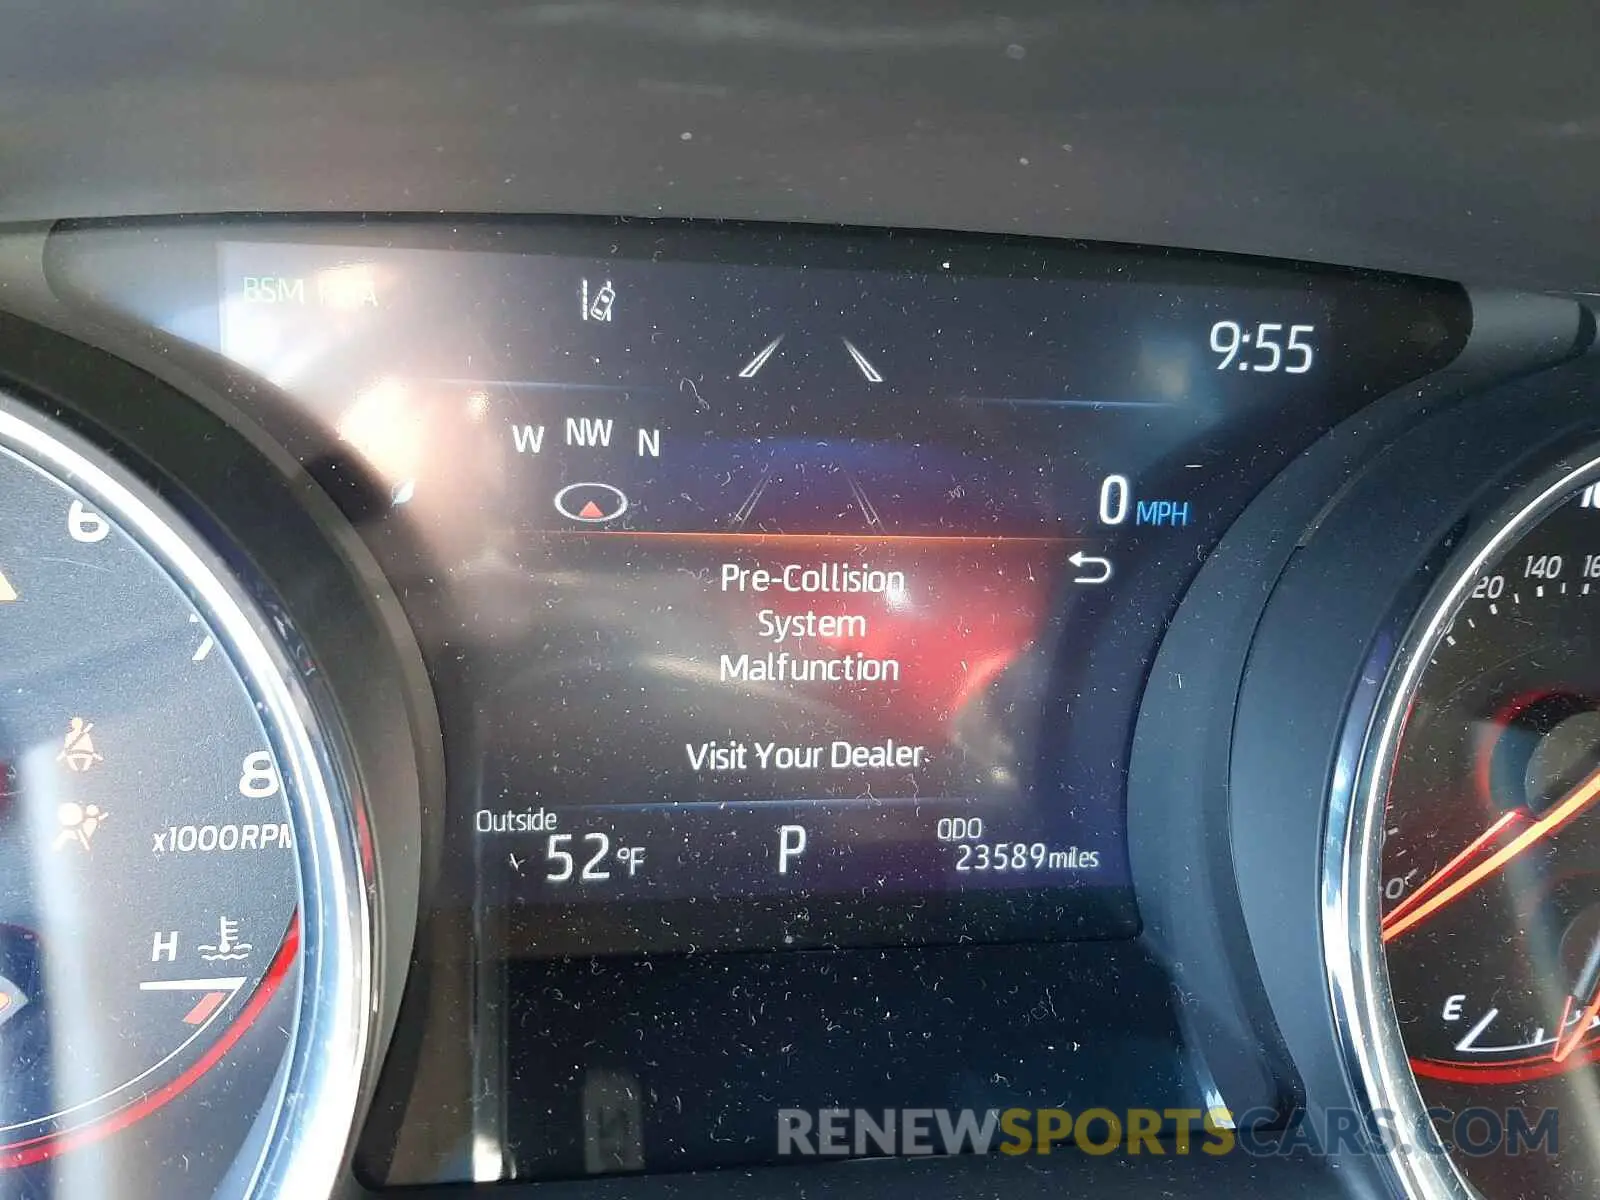 BSM
9:55
W NW N
6
0 MPH
Pre-Collision
System
Malfunction
140
7
Visit Your Dealer
8
x1000RPM
Outside
52°F
P
ODO
23589 miles
0
H
E
RENEWSPORTSCARS.COM